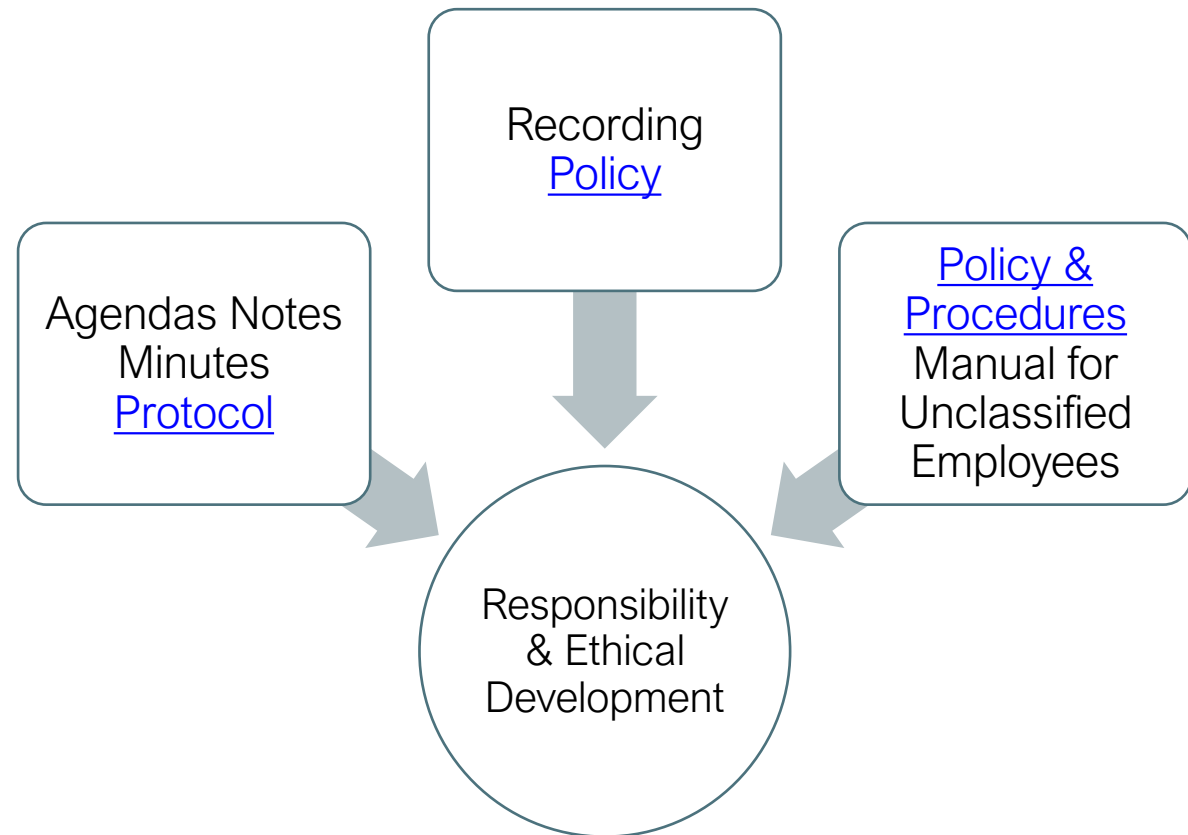 Recording
Policy
Agendas Notes
Minutes
Protocol
Policy &
Procedures
Manual for
Unclassified
Employees
Responsibility
& Ethical
Development